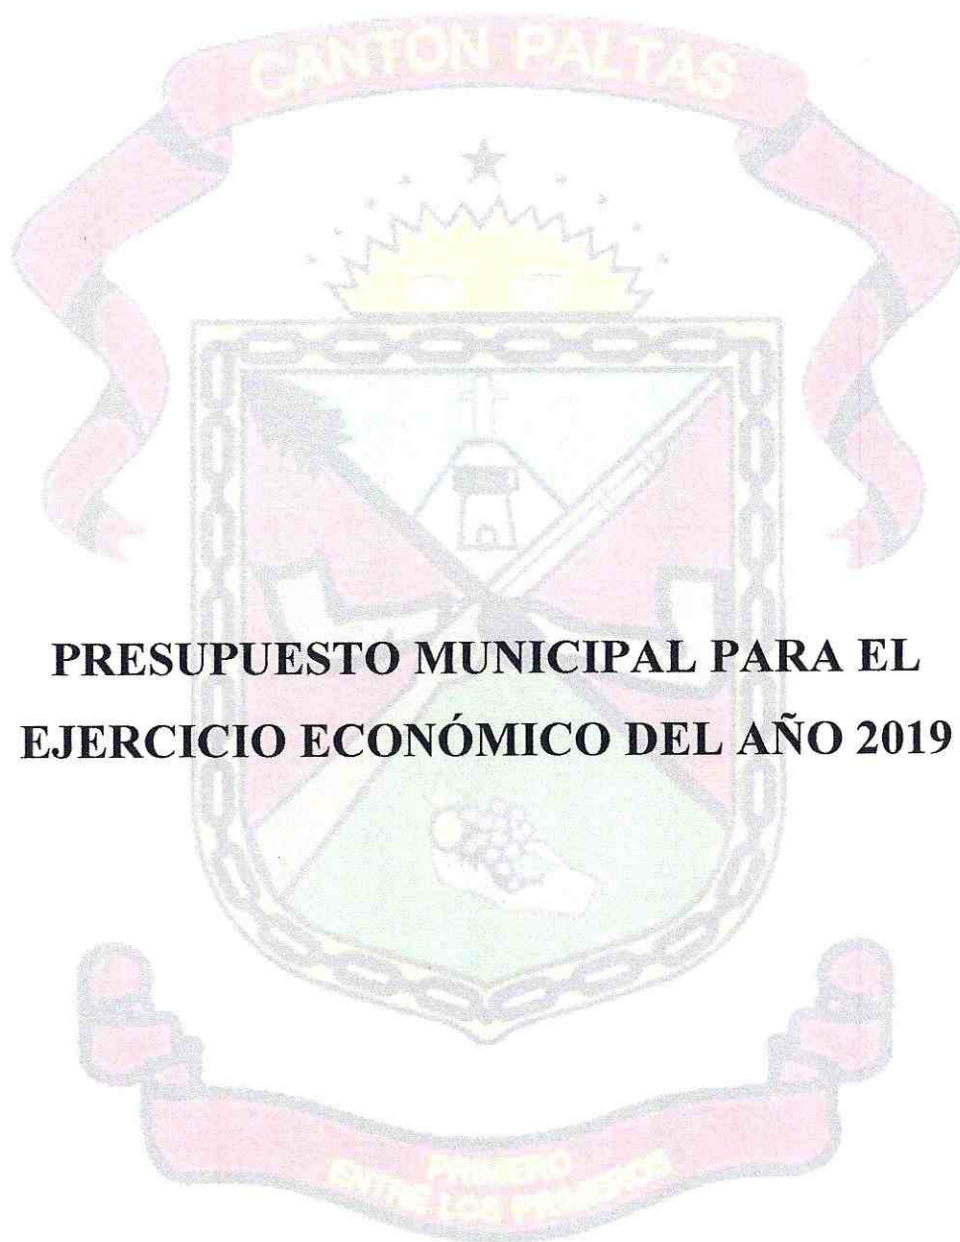 CANTÓN PALTAS
PRESUPUESTO MUNICIPAL PARA EL
EJERCICIO ECONÓMICO DEL AÑO 2019
PRIMERO
ENTRE LOS PRIMEROS